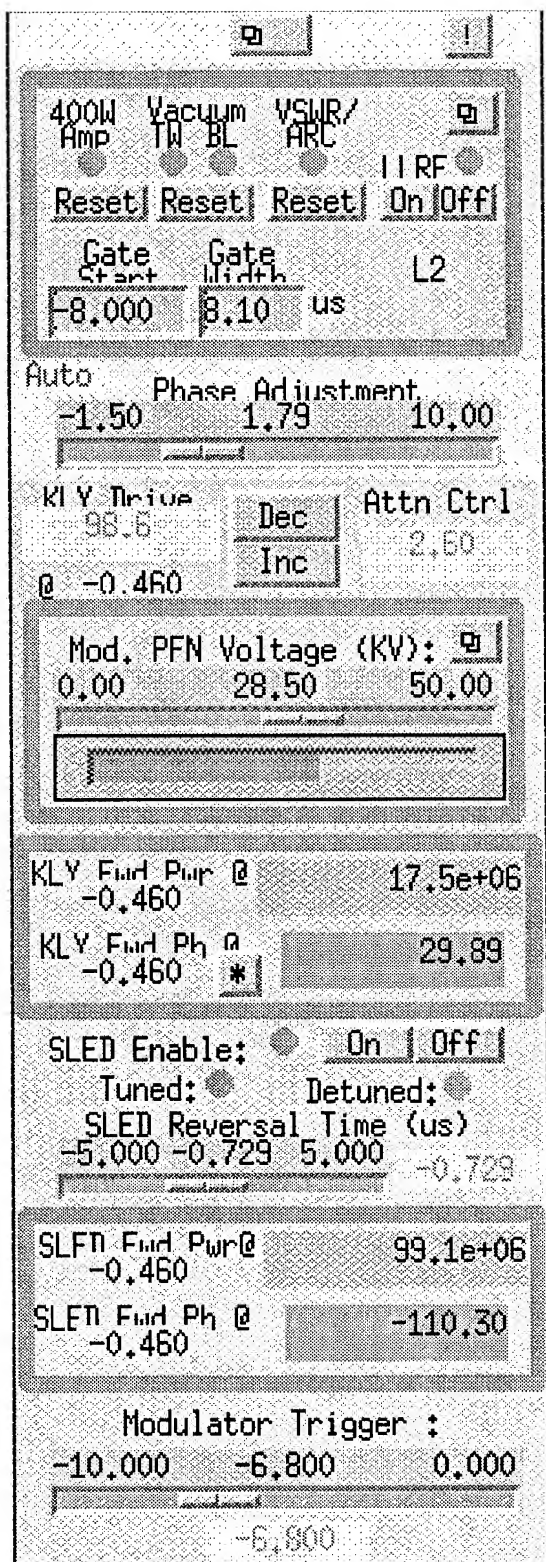 !
400W Vacuum VSWR/
Amp TW BL ARC
RF
Reset Reset Reset On Off
Gate Gate
Start Width L2
-8.000 8.10 us
Auto
Phase Adjustment
-1.50 1.79 10.00
KLY Drive Dec Attn Ctrl
98.6 2.60
@ -0.460 Inc
Mod. PFN Voltage (KV):
0.00 28.50 50.00
KLY Fwd Pwr @ 17.5e+06
-0.460
KLY Fwd Ph @ 29.89
-0.460 *
SLED Enable: On Off
Tuned: Detuned:
SLED Reversal Time (us)
-5.000 -0.729 5.000 -0.729
SLED Fwd Pwr@ 99.1e+06
-0.460
SLED Fwd Ph @ -110.30
-0.460
Modulator Trigger :
-10.000 -6.800 0.000
-6.800